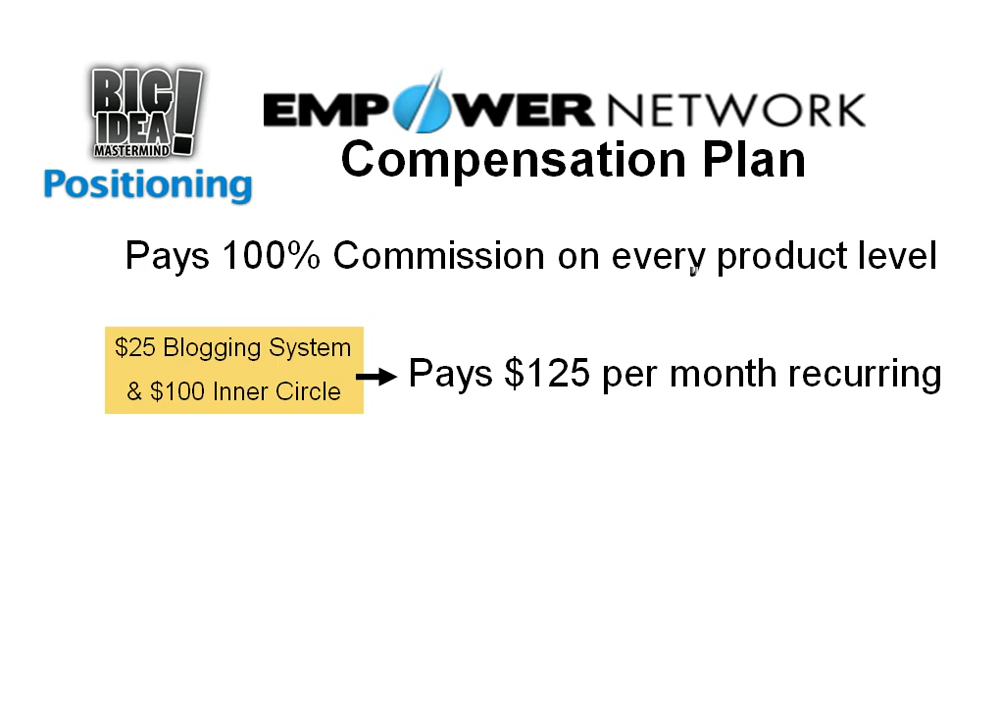 BIG IDEA! MASTERMIND
Positioning
EMPOWER NETWORK
Compensation Plan
Pays 100% Commission on every product level
$25 Blogging System
& $100 Inner Circle
Pays $125 per month recurring